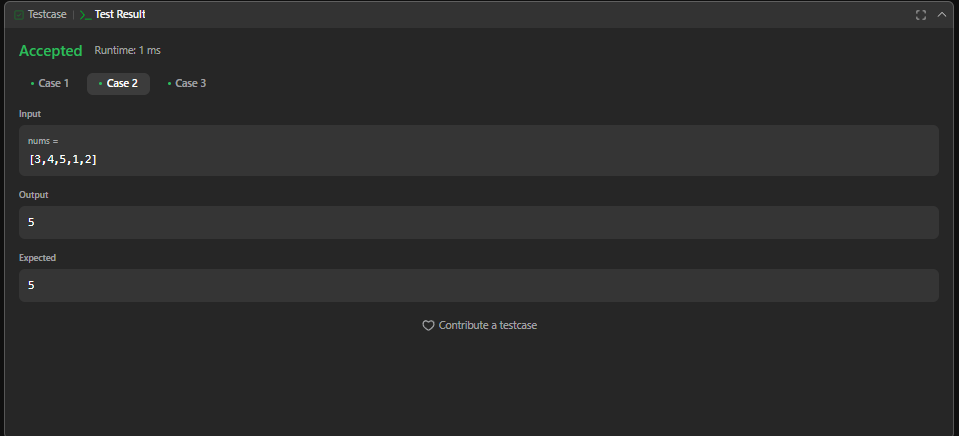 Testcase | >_ Test Result
Accepted Runtime: 1 ms
• Case 1 • Case 2 • Case 3
Input
nums =
[3,4,5,1,2]
Output
5
Expected
5
Contribute a testcase